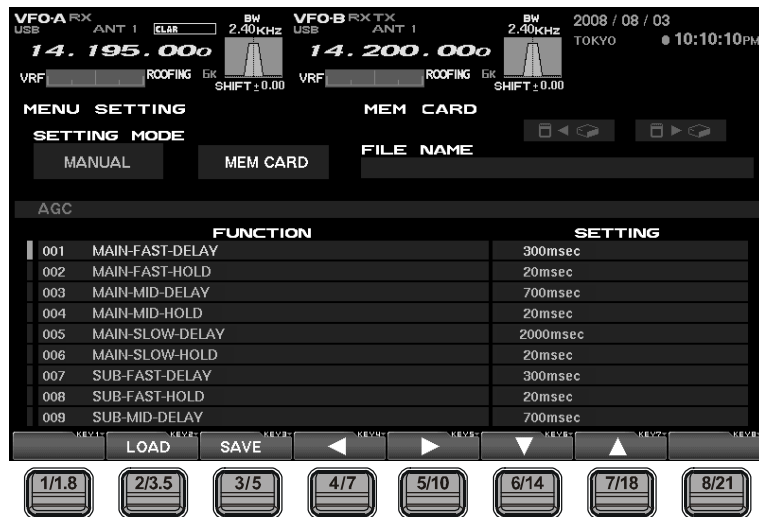 VFO-A RX VFO-B RX TX 2008 / 08 / 03
USB ANT 1 CLAR BW 2.40KHz USB ANT 1 BW 2.40KHz TOKYO 10:10:10PM
14. 195. 000 14. 200. 000
VRF ROOFING 6K SHIFT ±0.00 VRF ROOFING 6K SHIFT ±0.00
MENU SETTING MEM CARD
SETTING MODE
MANUAL MEM CARD FILE NAME
AGC
FUNCTION SETTING
001 MAIN-FAST-DELAY 300msec
002 MAIN-FAST-HOLD 20msec
003 MAIN-MID-DELAY 700msec
004 MAIN-MID-HOLD 20msec
005 MAIN-SLOW-DELAY 2000msec
006 MAIN-SLOW-HOLD 20msec
007 SUB-FAST-DELAY 300msec
008 SUB-FAST-HOLD 20msec
009 SUB-MID-DELAY 700msec
KEY1 KEY2 KEY3 KEY4 KEY5 KEY6 KEY7 KEY8
LOAD SAVE ◀ ▶ ▼ ▲
1/1.8 2/3.5 3/5 4/7 5/10 6/14 7/18 8/21